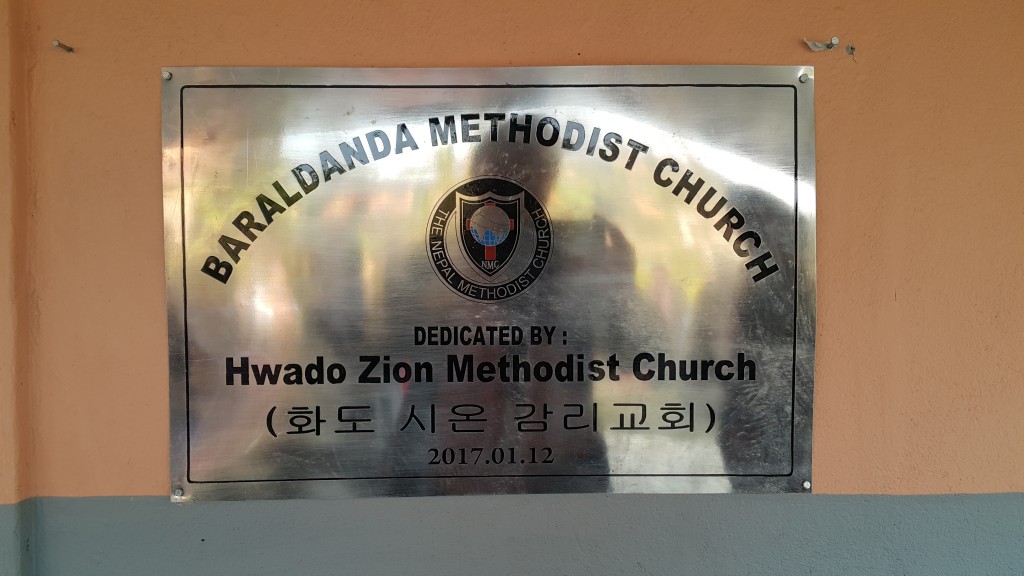 BARALDANDA METHODIST CHURCH
THE NEPAL METHODIST CHURCH
NMC
DEDICATED BY :
Hwado Zion Methodist Church
(화도 시온 감리교회)
2017.01.12